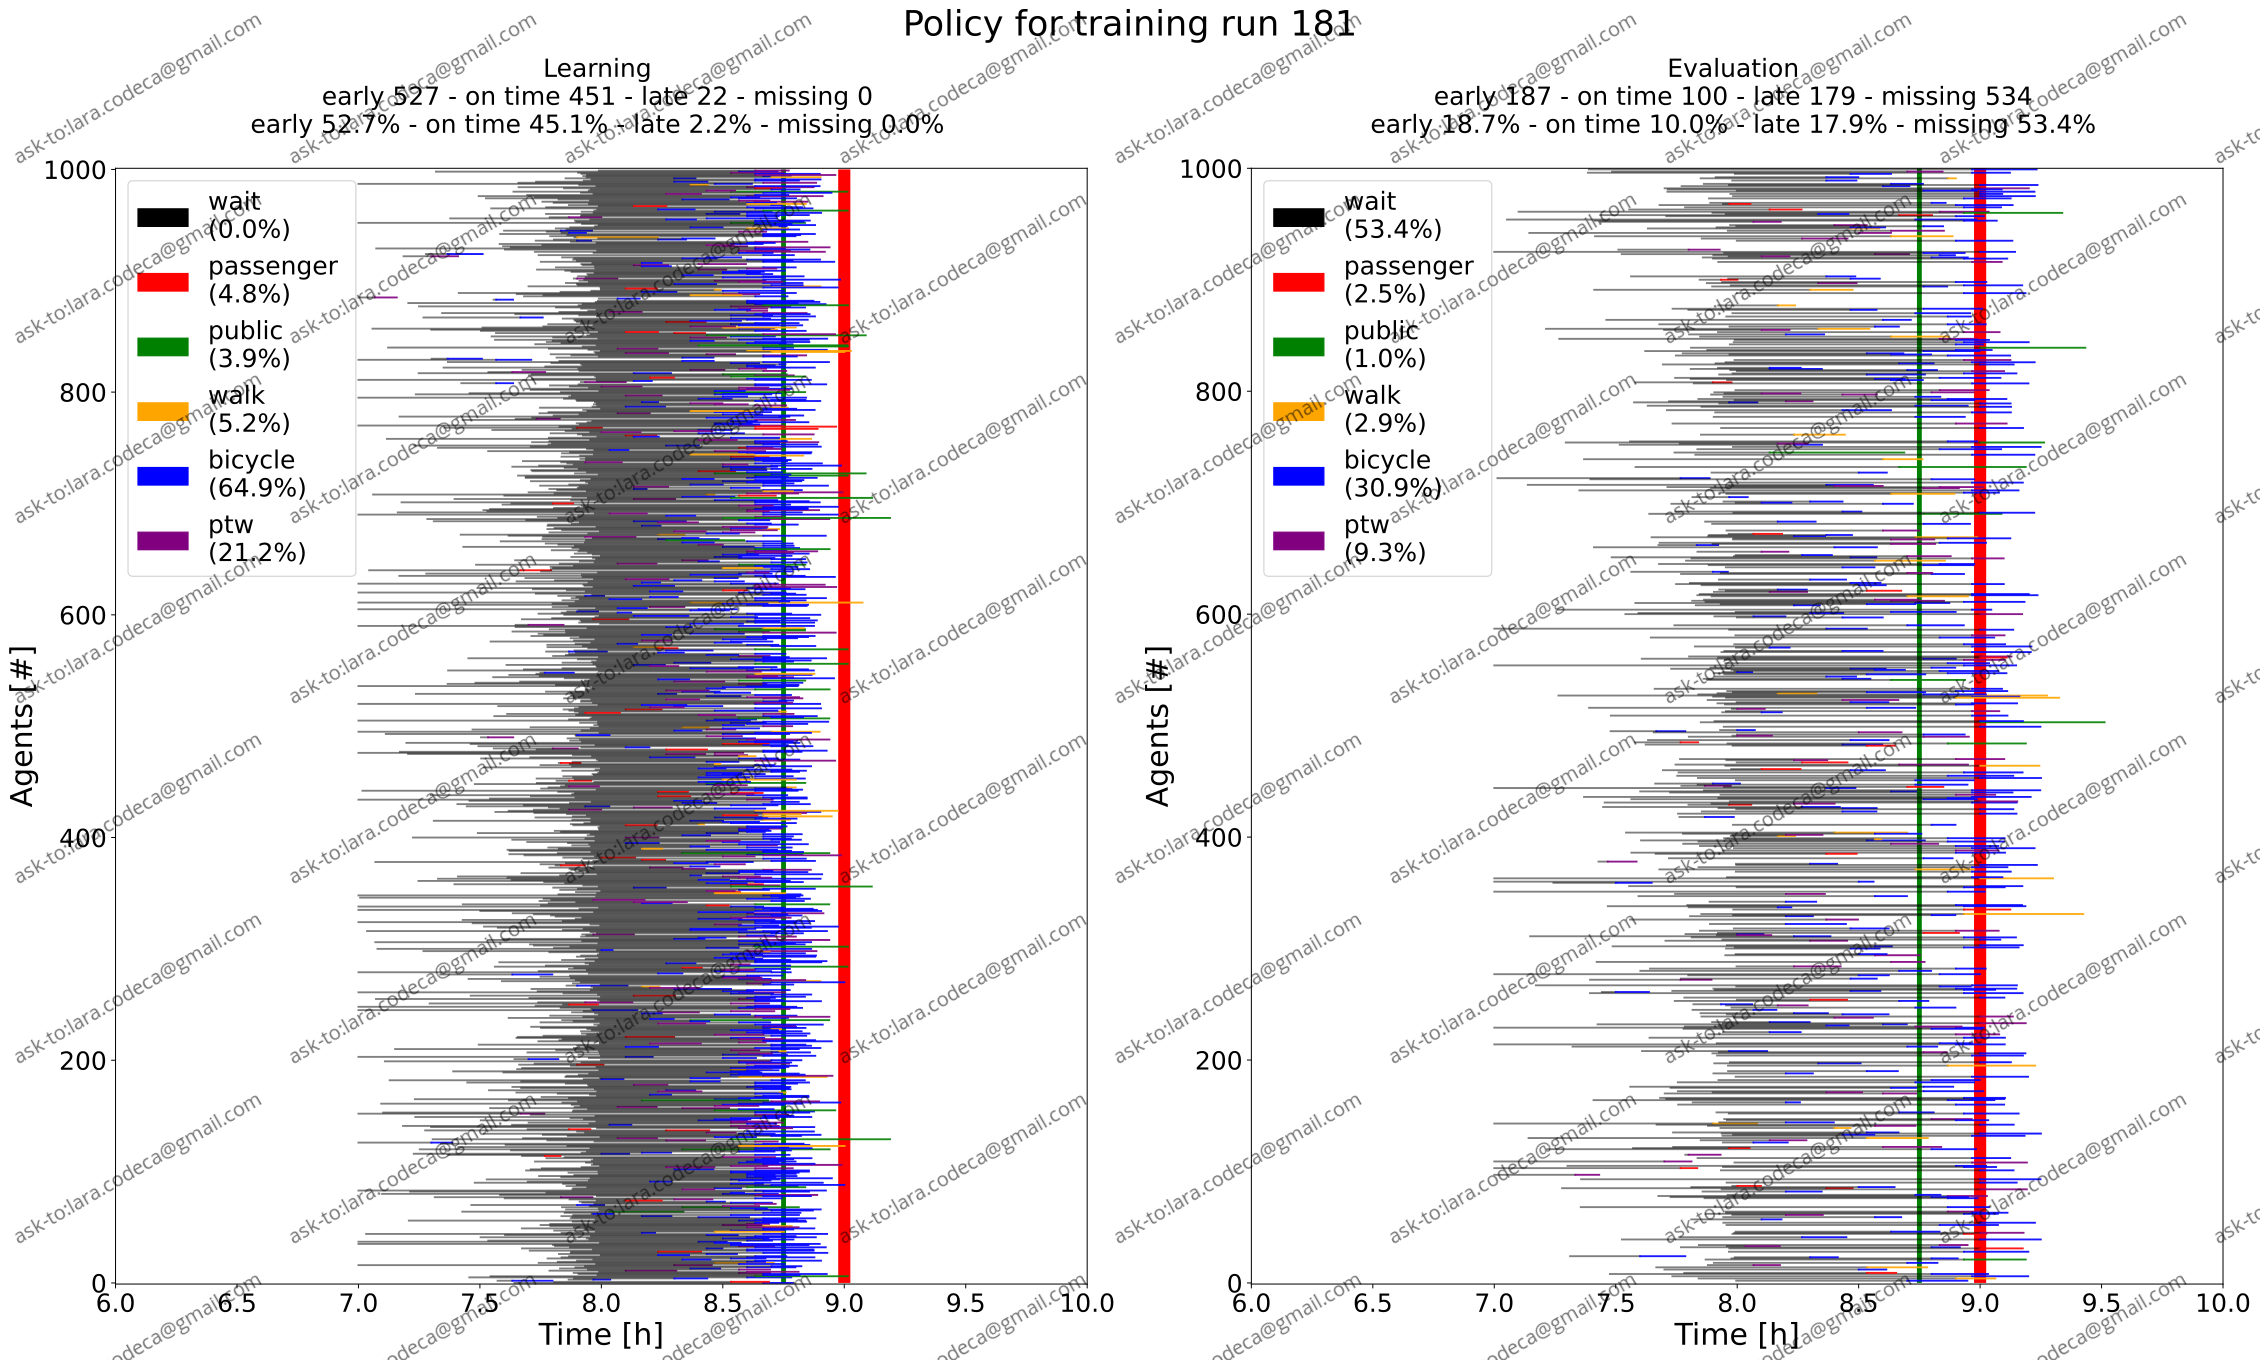 Policy for training run 181
Learning
early 527 - on time 451 - late 22 - missing 0
early 52.7% - on time 45.1% - late 2.2% - missing 0.0%
Evaluation
early 187 - on time 100 - late 179 - missing 534
early 18.7% - on time 10.0% - late 17.9% - missing 53.4%
wait
(0.0%)
passenger
(4.8%)
public
(3.9%)
walk
(5.2%)
bicycle
(64.9%)
ptw
(21.2%)
Agents [#]
1000
800
600
400
200
0
6.0 6.5 7.0 7.5 8.0 8.5 9.0 9.5 10.0
Time [h]
wait
(53.4%)
passenger
(2.5%)
public
(1.0%)
walk
(2.9%)
bicycle
(30.9%)
ptw
(9.3%)
Agents [#]
1000
800
600
400
200
0
6.0 6.5 7.0 7.5 8.0 8.5 9.0 9.5 10.0
Time [h]
ask-to:lara.codeca@gmail.com